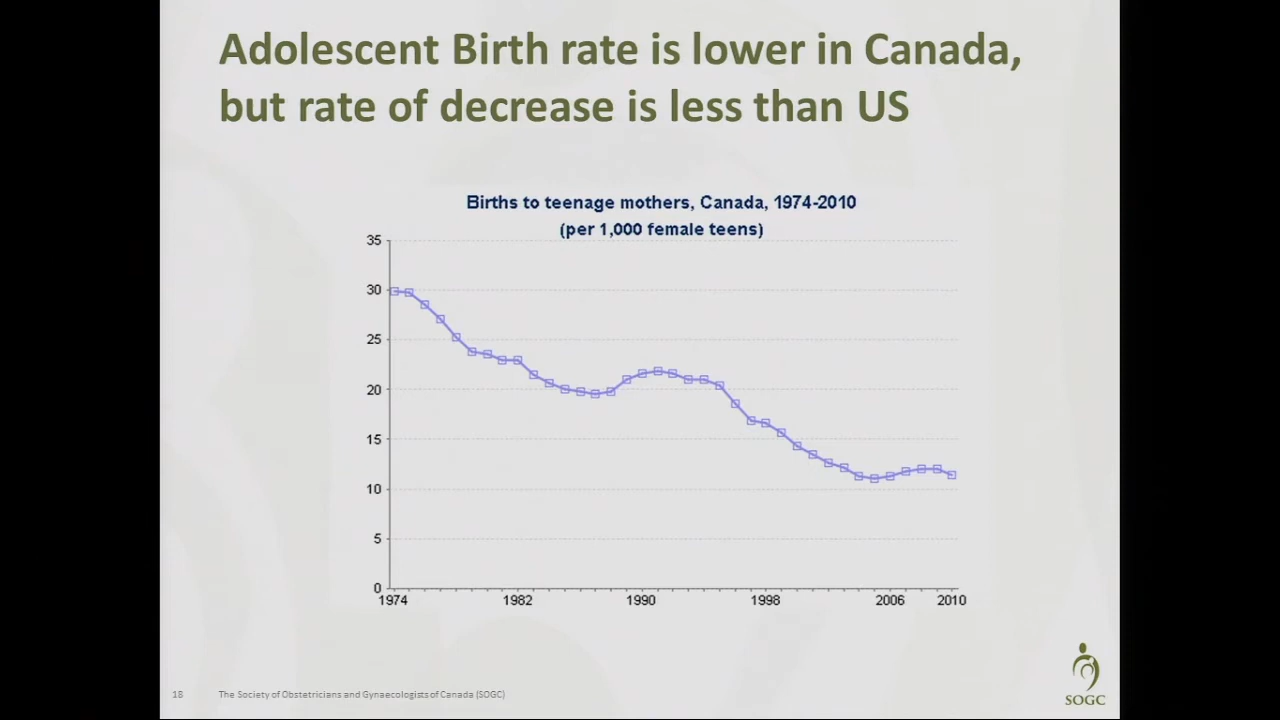 Adolescent Birth rate is lower in Canada,
but rate of decrease is less than US
Births to teenage mothers, Canada, 1974-2010
(per 1,000 female teens)
35
30
25
20
15
10
5
0
1974 1982 1990 1998 2006 2010
18 The Society of Obstetricians and Gynaecologists of Canada (SOGC)
SOGC